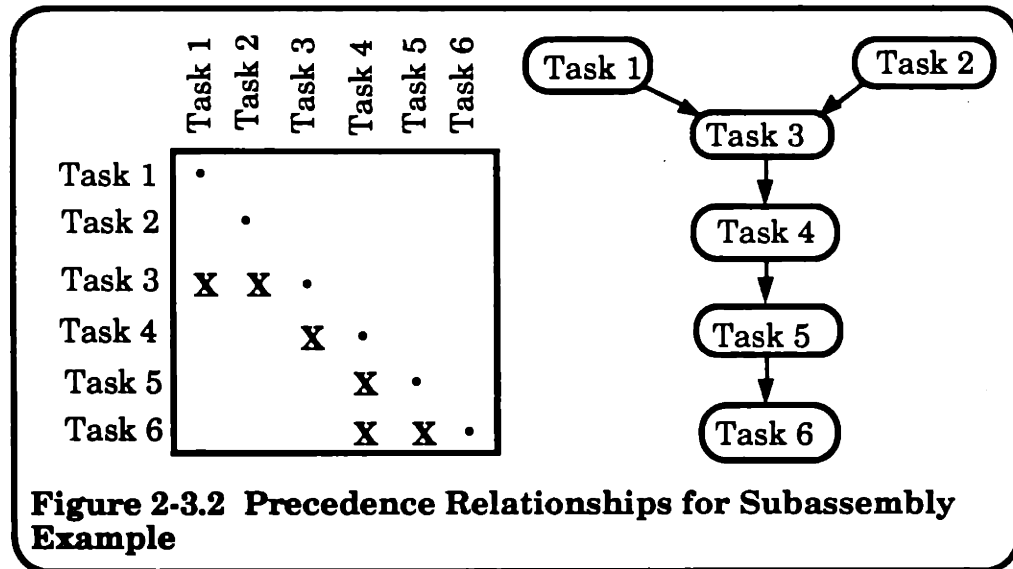 Task 1
Task 2
Task 3
Task 4
Task 5
Task 6
Task 1 •
Task 2 •
Task 3 X X •
Task 4 X •
Task 5 X •
Task 6 X X •
Task 1
Task 2
Task 3
Task 4
Task 5
Task 6
Figure 2-3.2 Precedence Relationships for Subassembly
Example